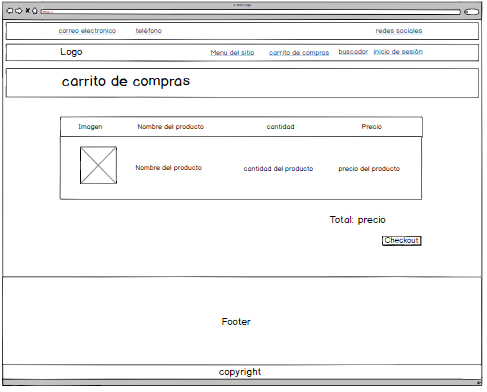 correo electronico teléfono redes sociales
Logo Menu del sitio carrito de compras buscador inicio de sesión
carrito de compras
Imagen Nombre del producto cantidad Precio
Nombre del producto cantidad del producto precio del producto
Total: precio
Checkout
Footer
copyright